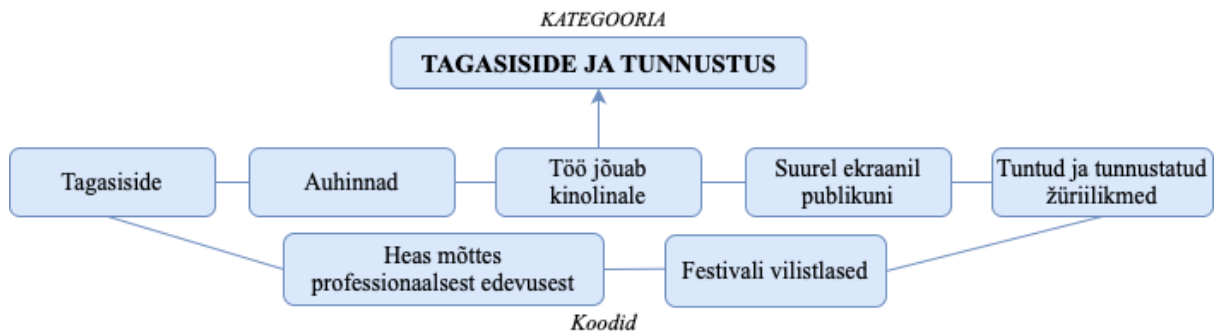 KATEGOORIA
TAGASISIDE JA TUNNUSTUS
Tagasiside
Auhinnad
Töö jõuab
kinolinale
Suurel ekraanil
publikuni
Tuntud ja tunnustatud
žüriilikmed
Heas mõttes
professionaalsest edevusest
Festivali vilistlased
Koodid